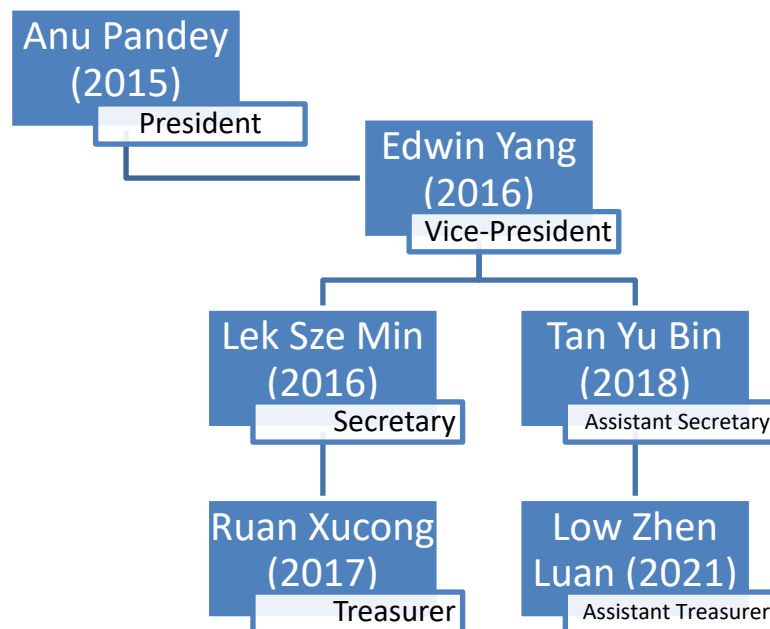 Anu Pandey
(2015)
President
Edwin Yang
(2016)
Vice-President
Lek Sze Min
(2016)
Secretary
Tan Yu Bin
(2018)
Assistant Secretary
Ruan Xucong
(2017)
Treasurer
Low Zhen
Luan (2021)
Assistant Treasurer